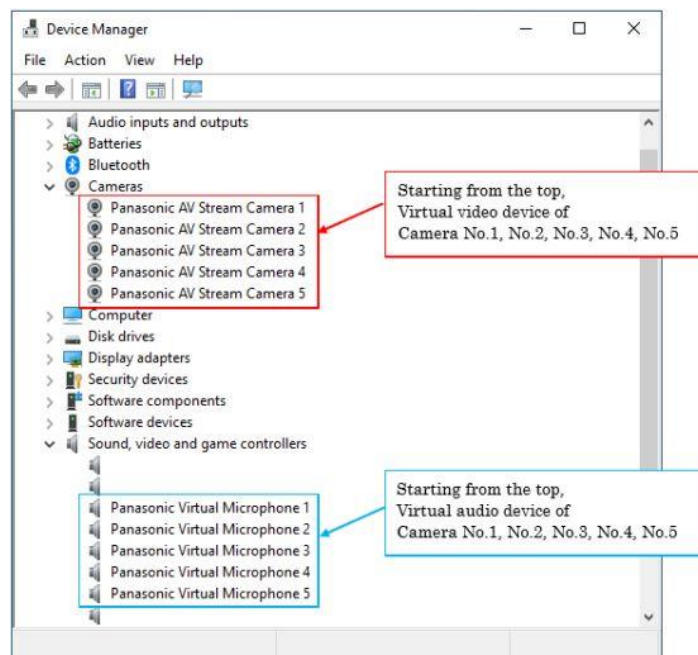 Device Manager
File Action View Help
Audio inputs and outputs
Batteries
Bluetooth
Cameras
Panasonic AV Stream Camera 1
Panasonic AV Stream Camera 2
Panasonic AV Stream Camera 3
Panasonic AV Stream Camera 4
Panasonic AV Stream Camera 5
Starting from the top,
Virtual video device of
Camera No.1, No.2, No.3, No.4, No.5
Computer
Disk drives
Display adapters
Security devices
Software components
Software devices
Sound, video and game controllers
Panasonic Virtual Microphone 1
Panasonic Virtual Microphone 2
Panasonic Virtual Microphone 3
Panasonic Virtual Microphone 4
Panasonic Virtual Microphone 5
Starting from the top,
Virtual audio device of
Camera No.1, No.2, No.3, No.4, No.5